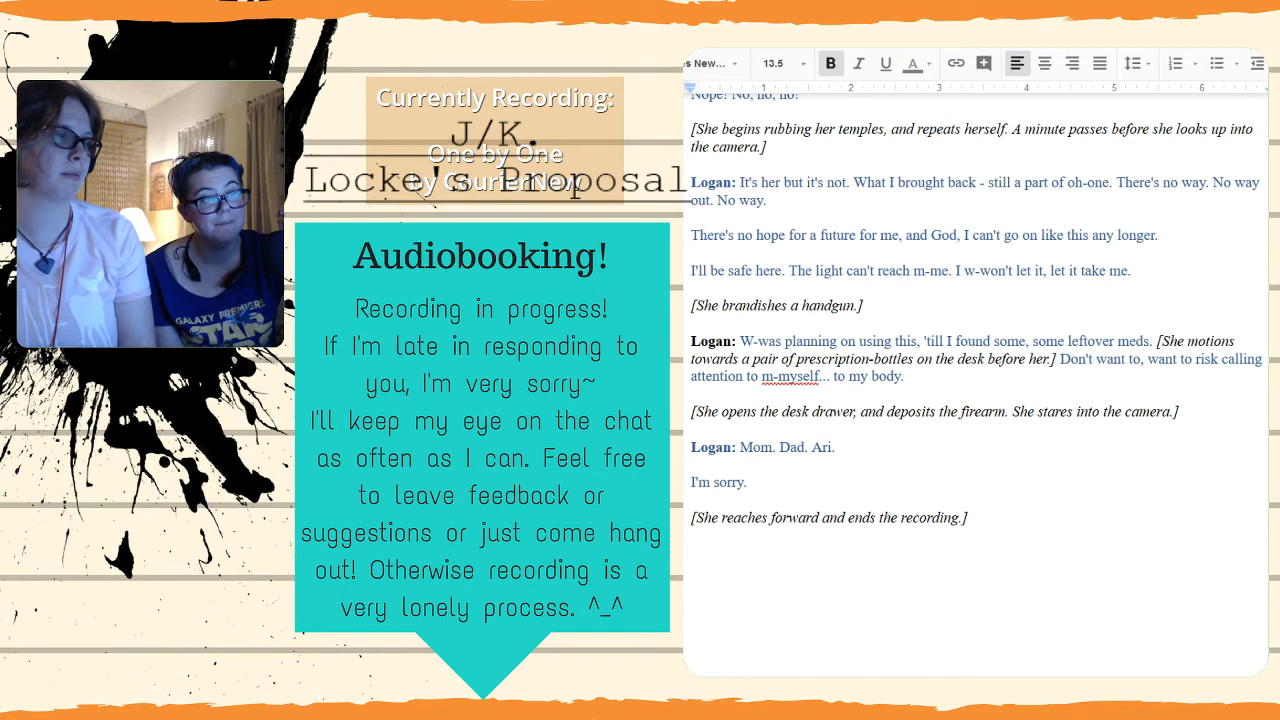 Currently Recording:
J/K.
One by One
Locke's Proposal
by CourierNew
Audiobooking!
Recording in progress!
If I'm late in responding to
you, I'm very sorry~
I'll keep my eye on the chat
as often as I can. Feel free
to leave feedback or
suggestions or just come hang
out! Otherwise recording is a
very lonely process. ^_^
GALAXY PREMIERE
STAR
s New...
13.5
B I U A
1 2 3 4 5 6
Nope! No, no, no!
[She begins rubbing her temples, and repeats herself. A minute passes before she looks up into
the camera.]
Logan: It's her but it's not. What I brought back - still a part of oh-one. There's no way. No way
out. No way.
There's no hope for a future for me, and God, I can't go on like this any longer.
I'll be safe here. The light can't reach m-me. I w-won't let it, let it take me.
[She brandishes a handgun.]
Logan: W-was planning on using this, 'till I found some, some leftover meds. [She motions
towards a pair of prescription-bottles on the desk before her.] Don't want to, want to risk calling
attention to m-myself... to my body.
[She opens the desk drawer, and deposits the firearm. She stares into the camera.]
Logan: Mom. Dad. Ari.
I'm sorry.
[She reaches forward and ends the recording.]